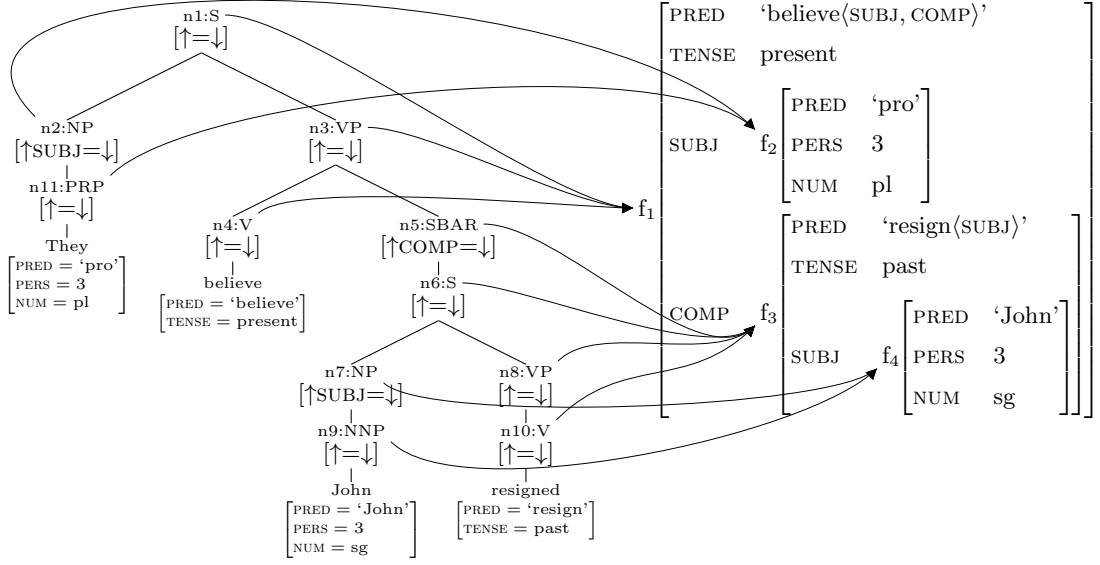 n1:S
[↑=↓]
n2:NP
[↑SUBJ=↓]
n3:VP
[↑=↓]
n11:PRP
[↑=↓]
They
PRED = ‘pro’
PERS = 3
NUM = pl
n4:V
[↑=↓]
believe
PRED = ‘believe’
TENSE = present
n5:SBAR
[↑COMP=↓]
n6:S
[↑=↓]
n7:NP
[↑SUBJ=↓]
n8:VP
[↑=↓]
n9:NNP
[↑=↓]
John
PRED = ‘John’
PERS = 3
NUM = sg
n10:V
[↑=↓]
resigned
PRED = ‘resign’
TENSE = past
f1
PRED ‘believe⟨SUBJ, COMP⟩’
TENSE present
SUBJ f2
PRED ‘pro’
PERS 3
NUM pl
COMP f3
PRED ‘resign⟨SUBJ⟩’
TENSE past
SUBJ f4
PRED ‘John’
PERS 3
NUM sg